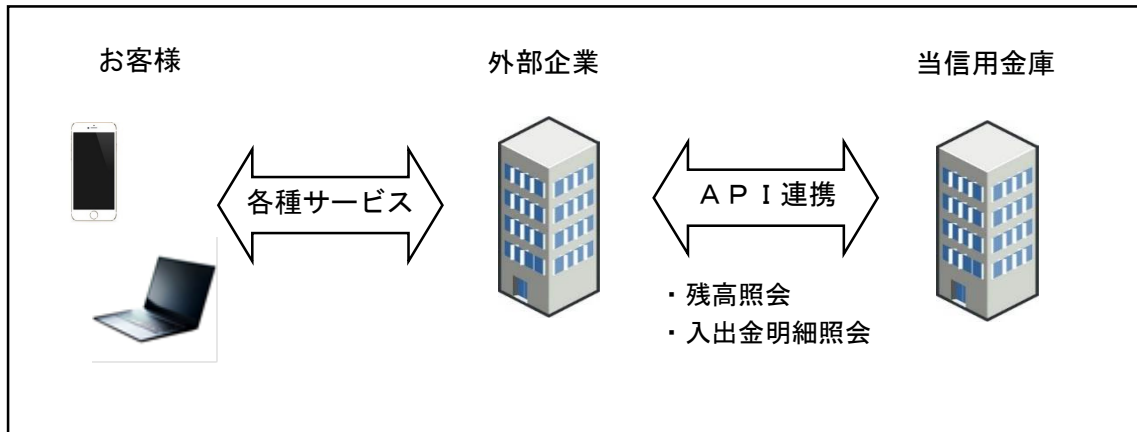 お客様
外部企業
当信用金庫
各種サービス
ＡＰＩ連携
・残高照会
・入出金明細照会